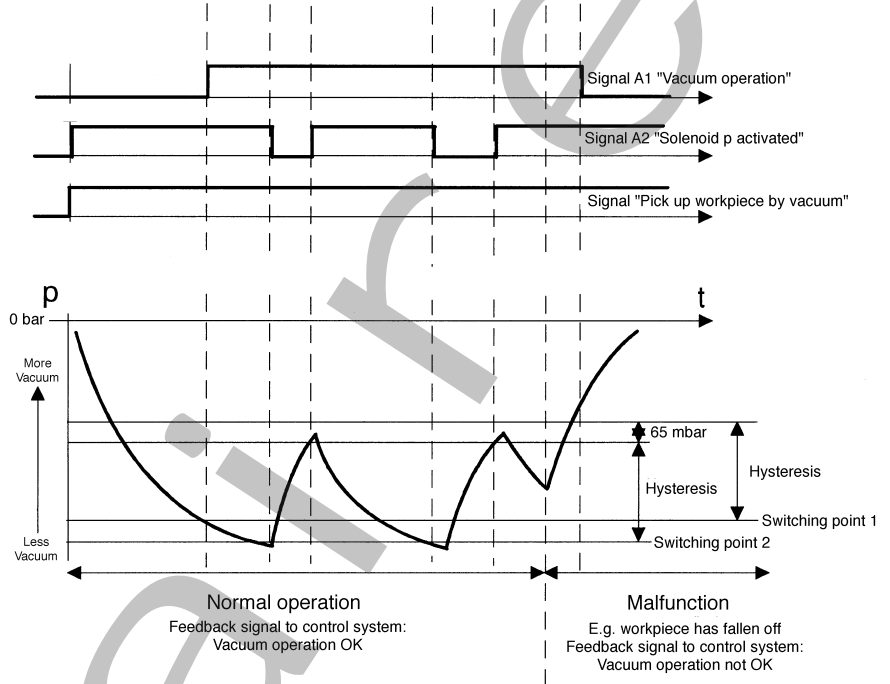 Signal A1 "Vacuum operation"
Signal A2 "Solenoid p activated"
Signal "Pick up workpiece by vacuum"
p
t
0 bar
More
Vacuum
65 mbar
Hysteresis
Hysteresis
Switching point 1
Less
Vacuum
Switching point 2
Normal operation
Feedback signal to control system:
Vacuum operation OK
Malfunction
E.g. workpiece has fallen off
Feedback signal to control system:
Vacuum operation not OK
a i r e